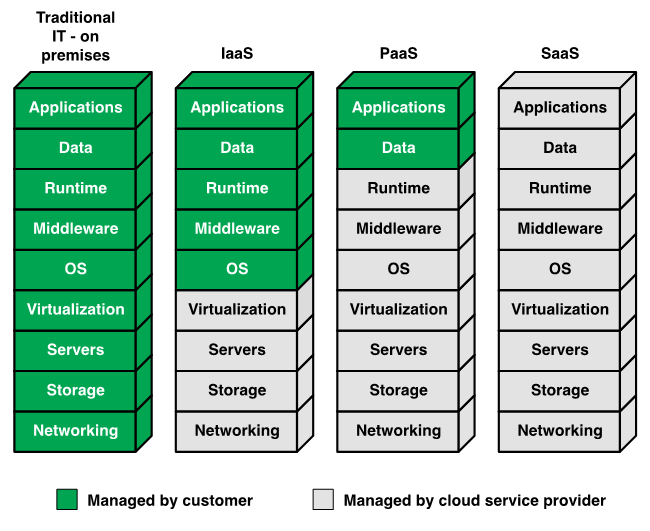 Traditional
IT - on
premises
Applications
Data
Runtime
Middleware
OS
Virtualization
Servers
Storage
Networking
IaaS
Applications
Data
Runtime
Middleware
OS
Virtualization
Servers
Storage
Networking
PaaS
Applications
Data
Runtime
Middleware
OS
Virtualization
Servers
Storage
Networking
SaaS
Applications
Data
Runtime
Middleware
OS
Virtualization
Servers
Storage
Networking
Managed by customer
Managed by cloud service provider